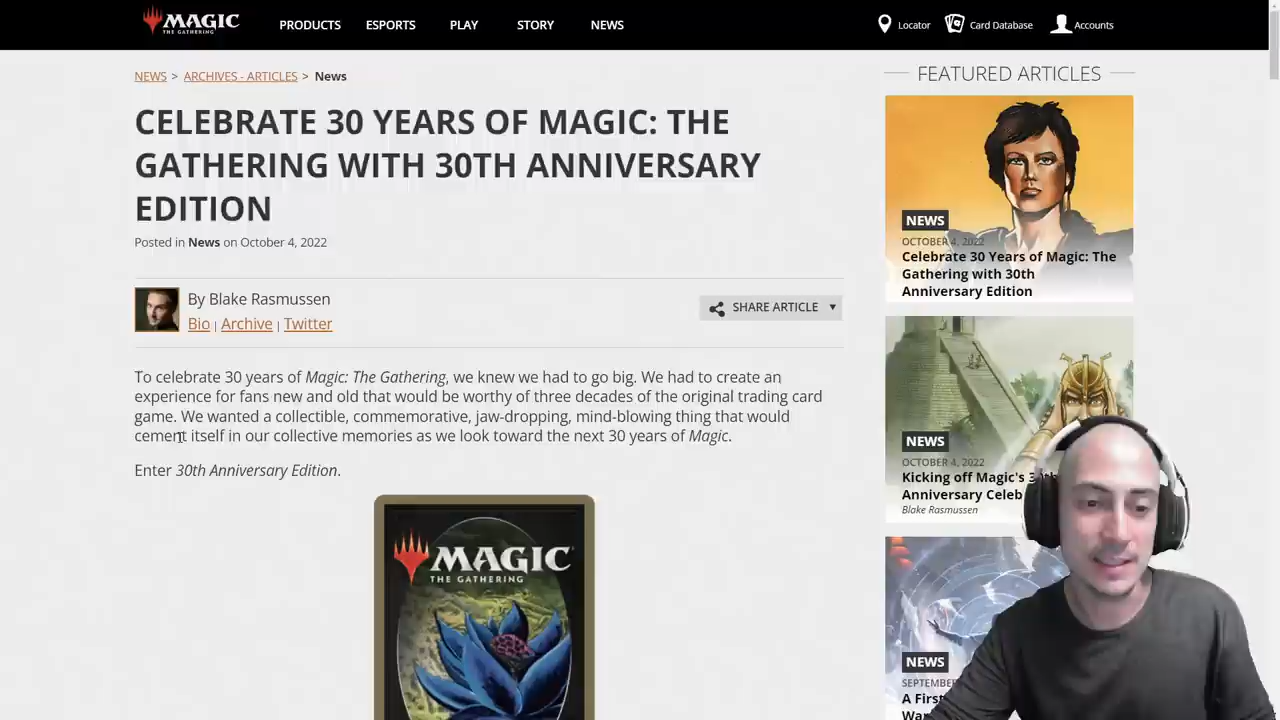 MAGIC
THE GATHERING
PRODUCTS
ESPORTS
PLAY
STORY
NEWS
Locator
Card Database
Accounts
NEWS > ARCHIVES - ARTICLES > News
CELEBRATE 30 YEARS OF MAGIC: THE
GATHERING WITH 30TH ANNIVERSARY
EDITION
Posted in News on October 4, 2022
By Blake Rasmussen
Bio | Archive | Twitter
SHARE ARTICLE
To celebrate 30 years of Magic: The Gathering, we knew we had to go big. We had to create an
experience for fans new and old that would be worthy of three decades of the original trading card
game. We wanted a collectible, commemorative, jaw-dropping, mind-blowing thing that would
cement itself in our collective memories as we look toward the next 30 years of Magic.
Enter 30th Anniversary Edition.
MAGIC
THE GATHERING
FEATURED ARTICLES
NEWS
OCTOBER 4, 2022
Celebrate 30 Years of Magic: The
Gathering with 30th
Anniversary Edition
NEWS
OCTOBER 4, 2022
Kicking off Magic's
Anniversary
Blake Rasmussen
NEWS
A First